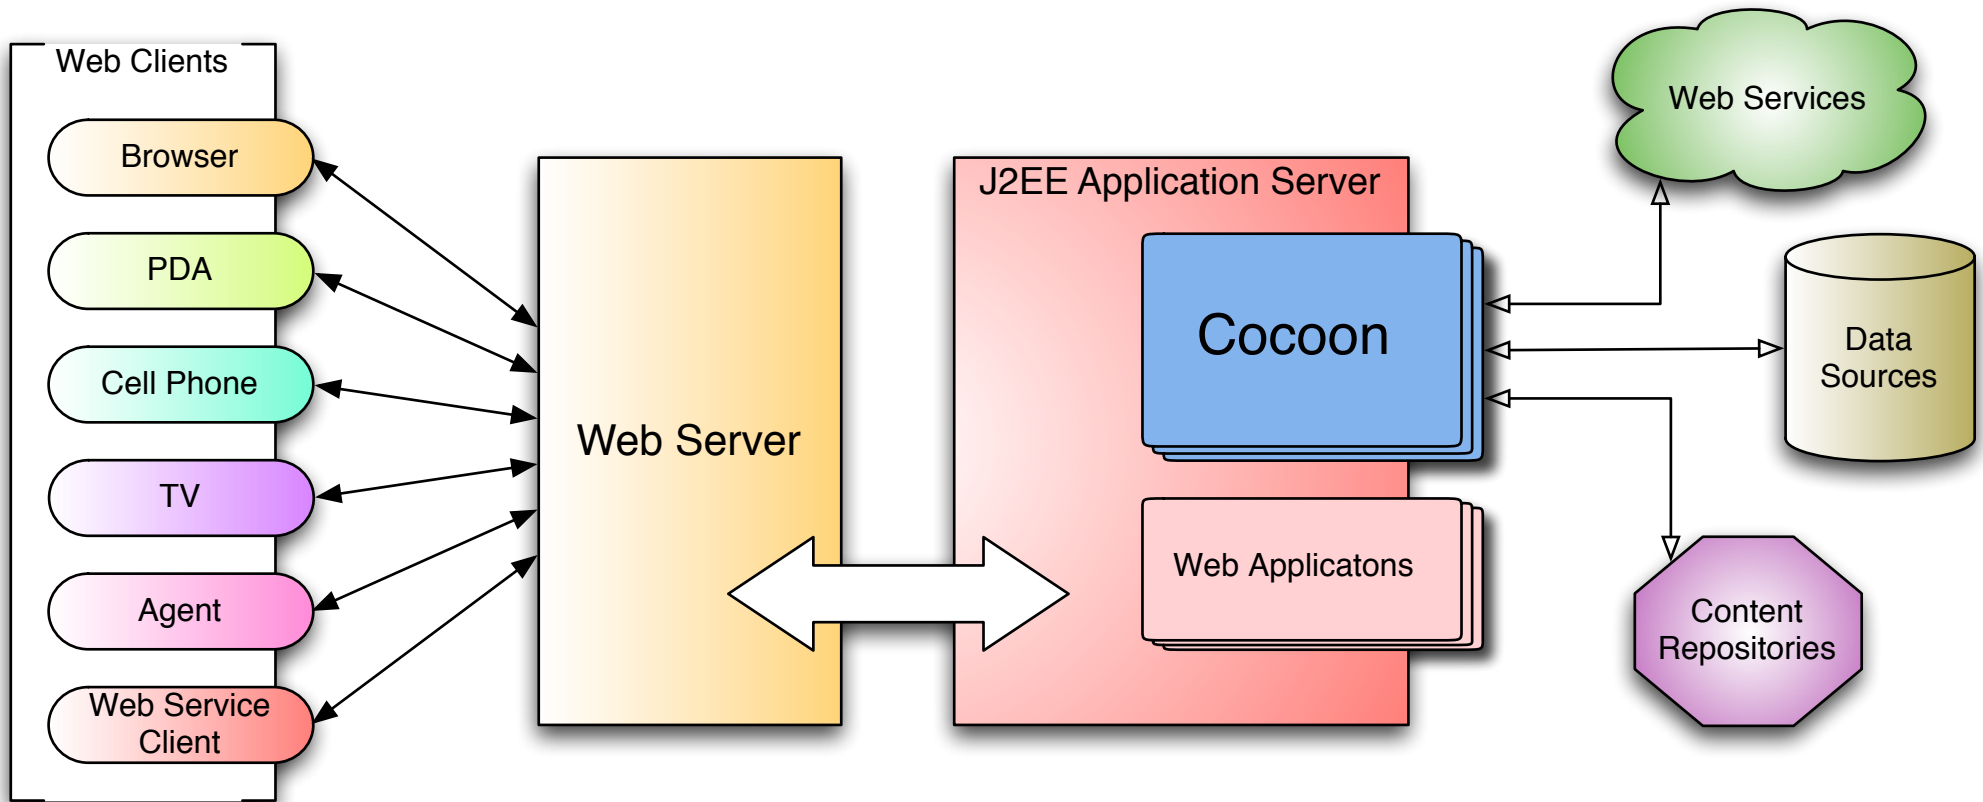 Web Clients
Browser
PDA
Cell Phone
TV
Agent
Web Service
Client
Web Server
J2EE Application Server
Cocoon
Web Applicatons
Web Services
Data
Sources
Content
Repositories